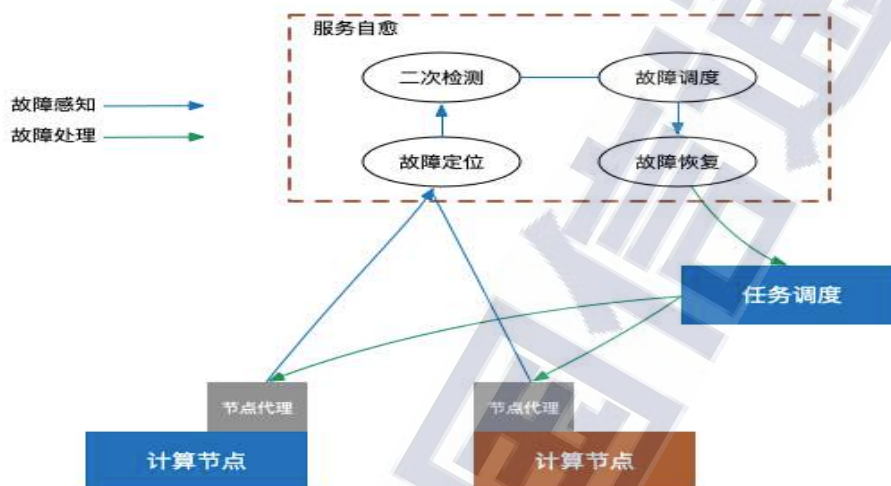 服务自愈
二次检测
故障调度
故障感知
故障处理
故障定位
故障恢复
任务调度
节点代理
节点代理
计算节点
计算节点